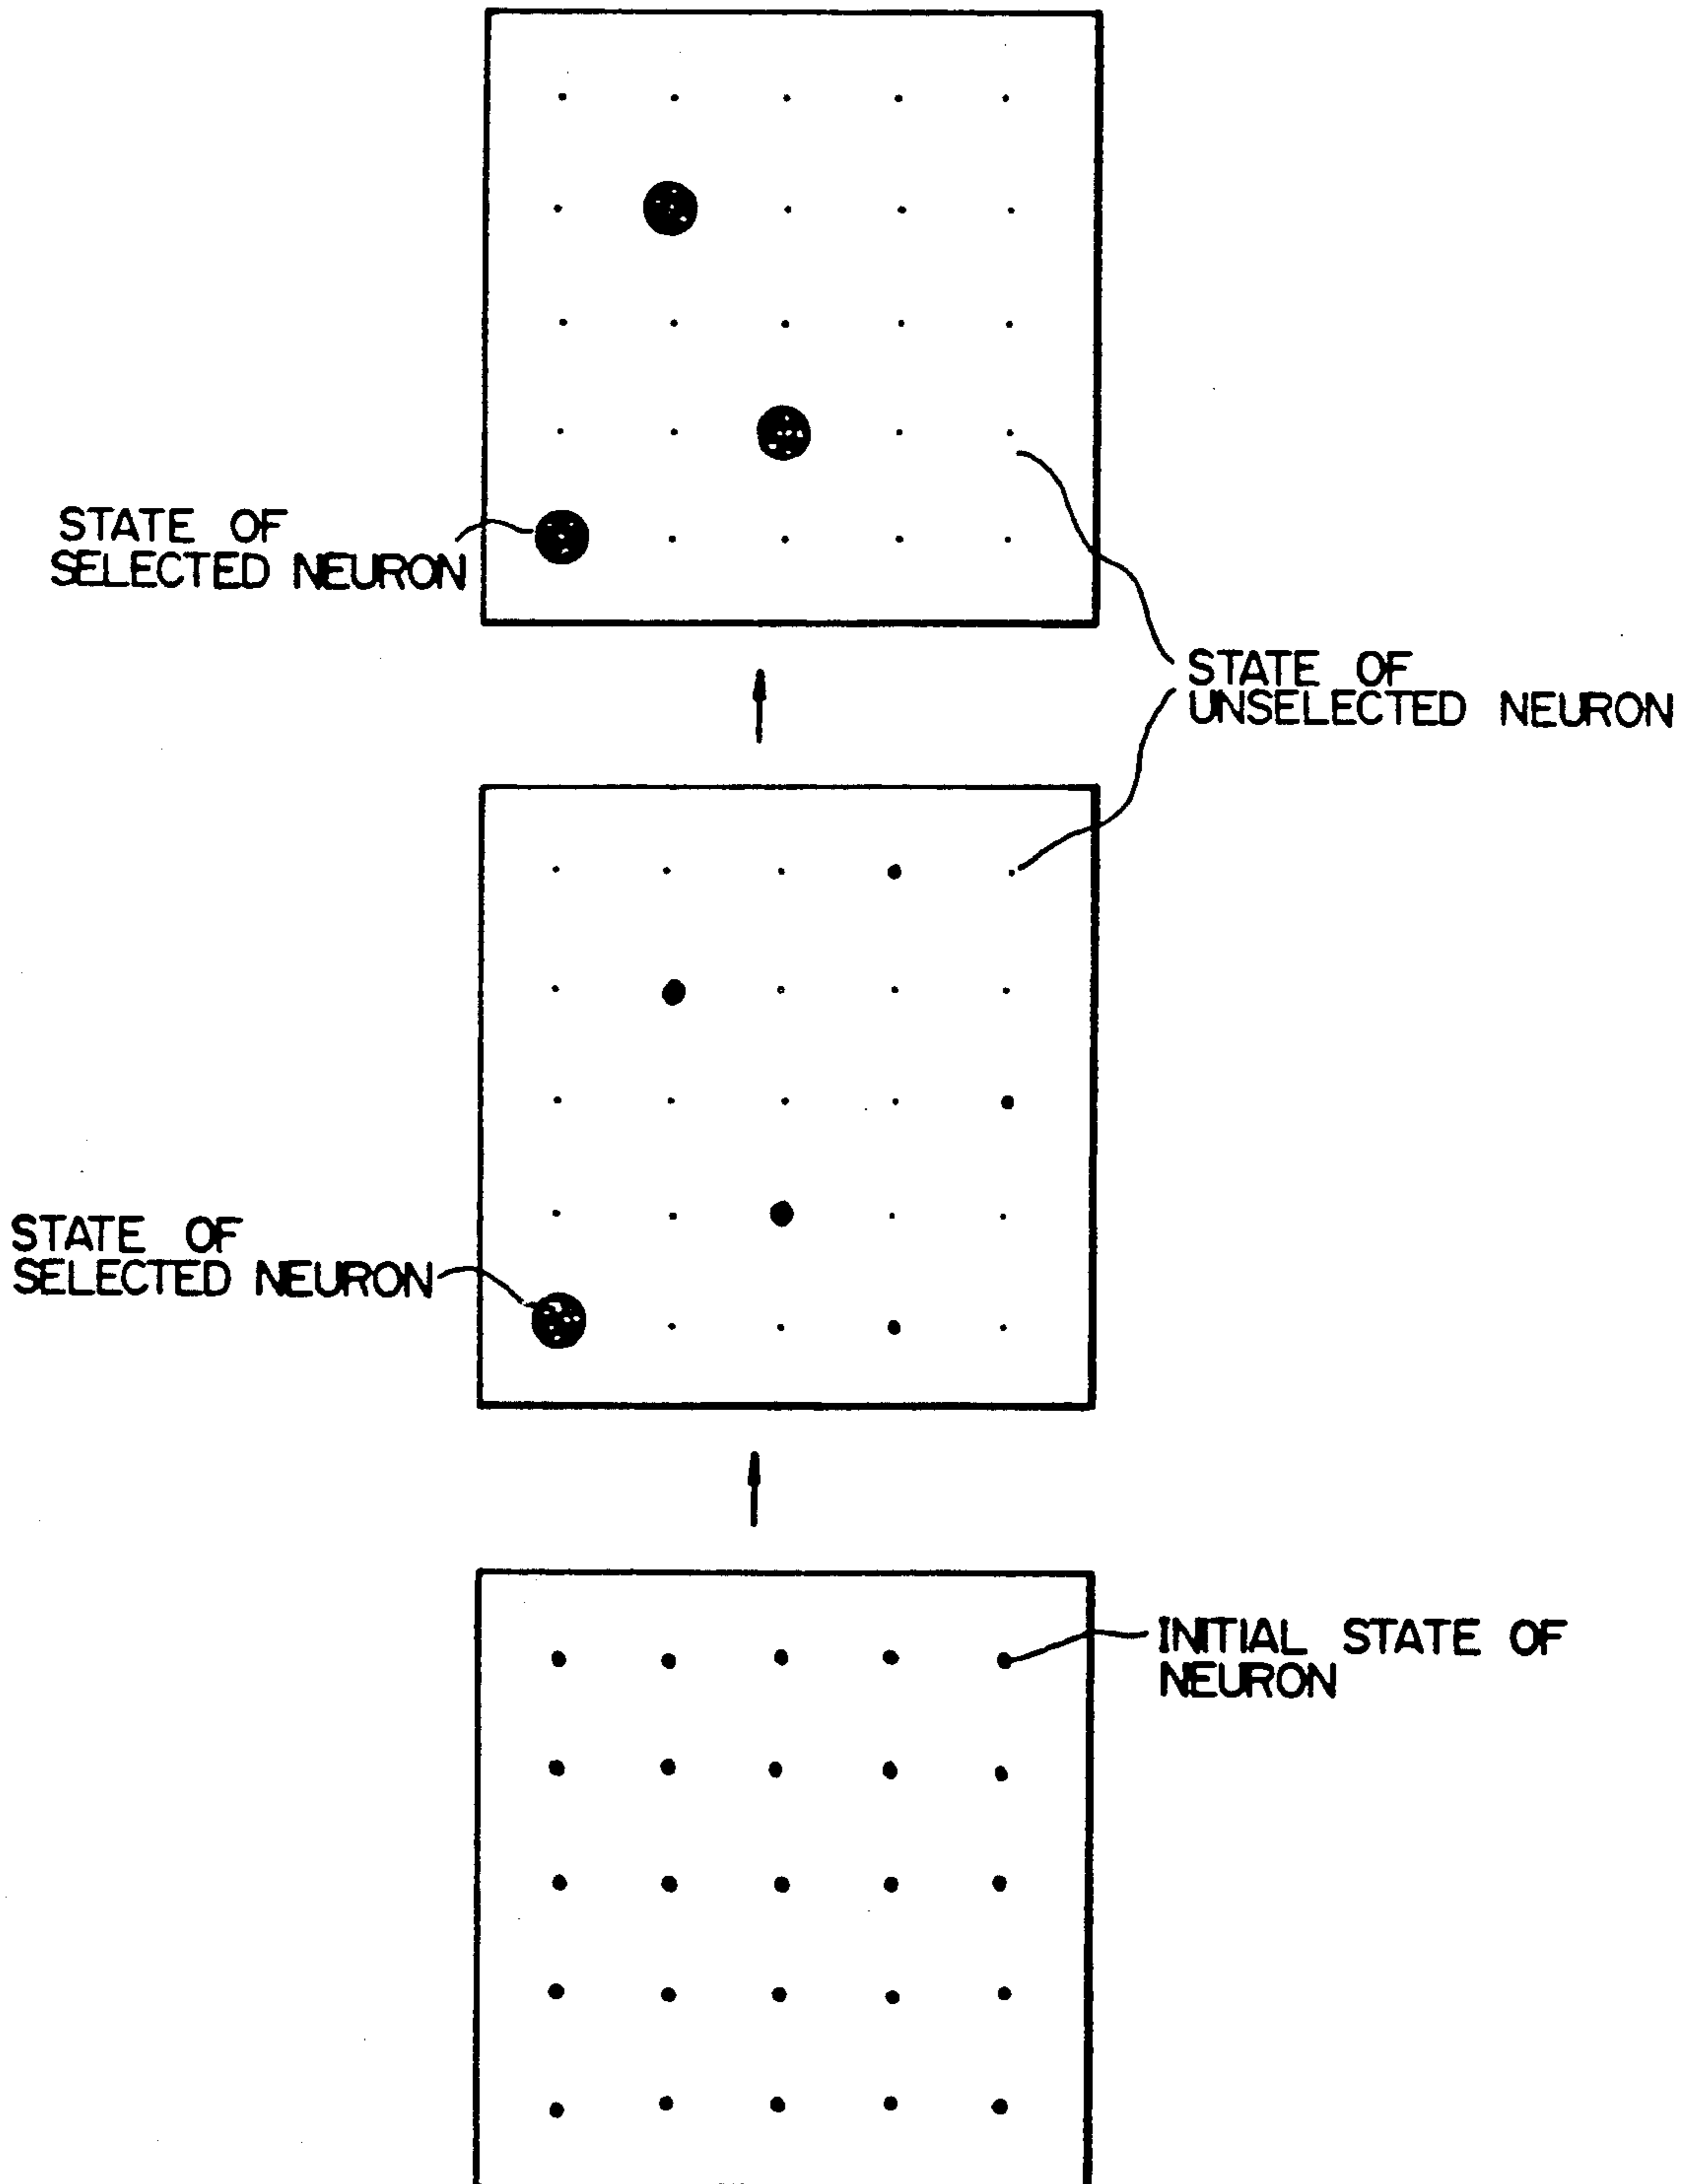 STATE OF
SELECTED NEURON
STATE OF
UNSELECTED NEURON
STATE OF
SELECTED NEURON
INITIAL STATE OF
NEURON